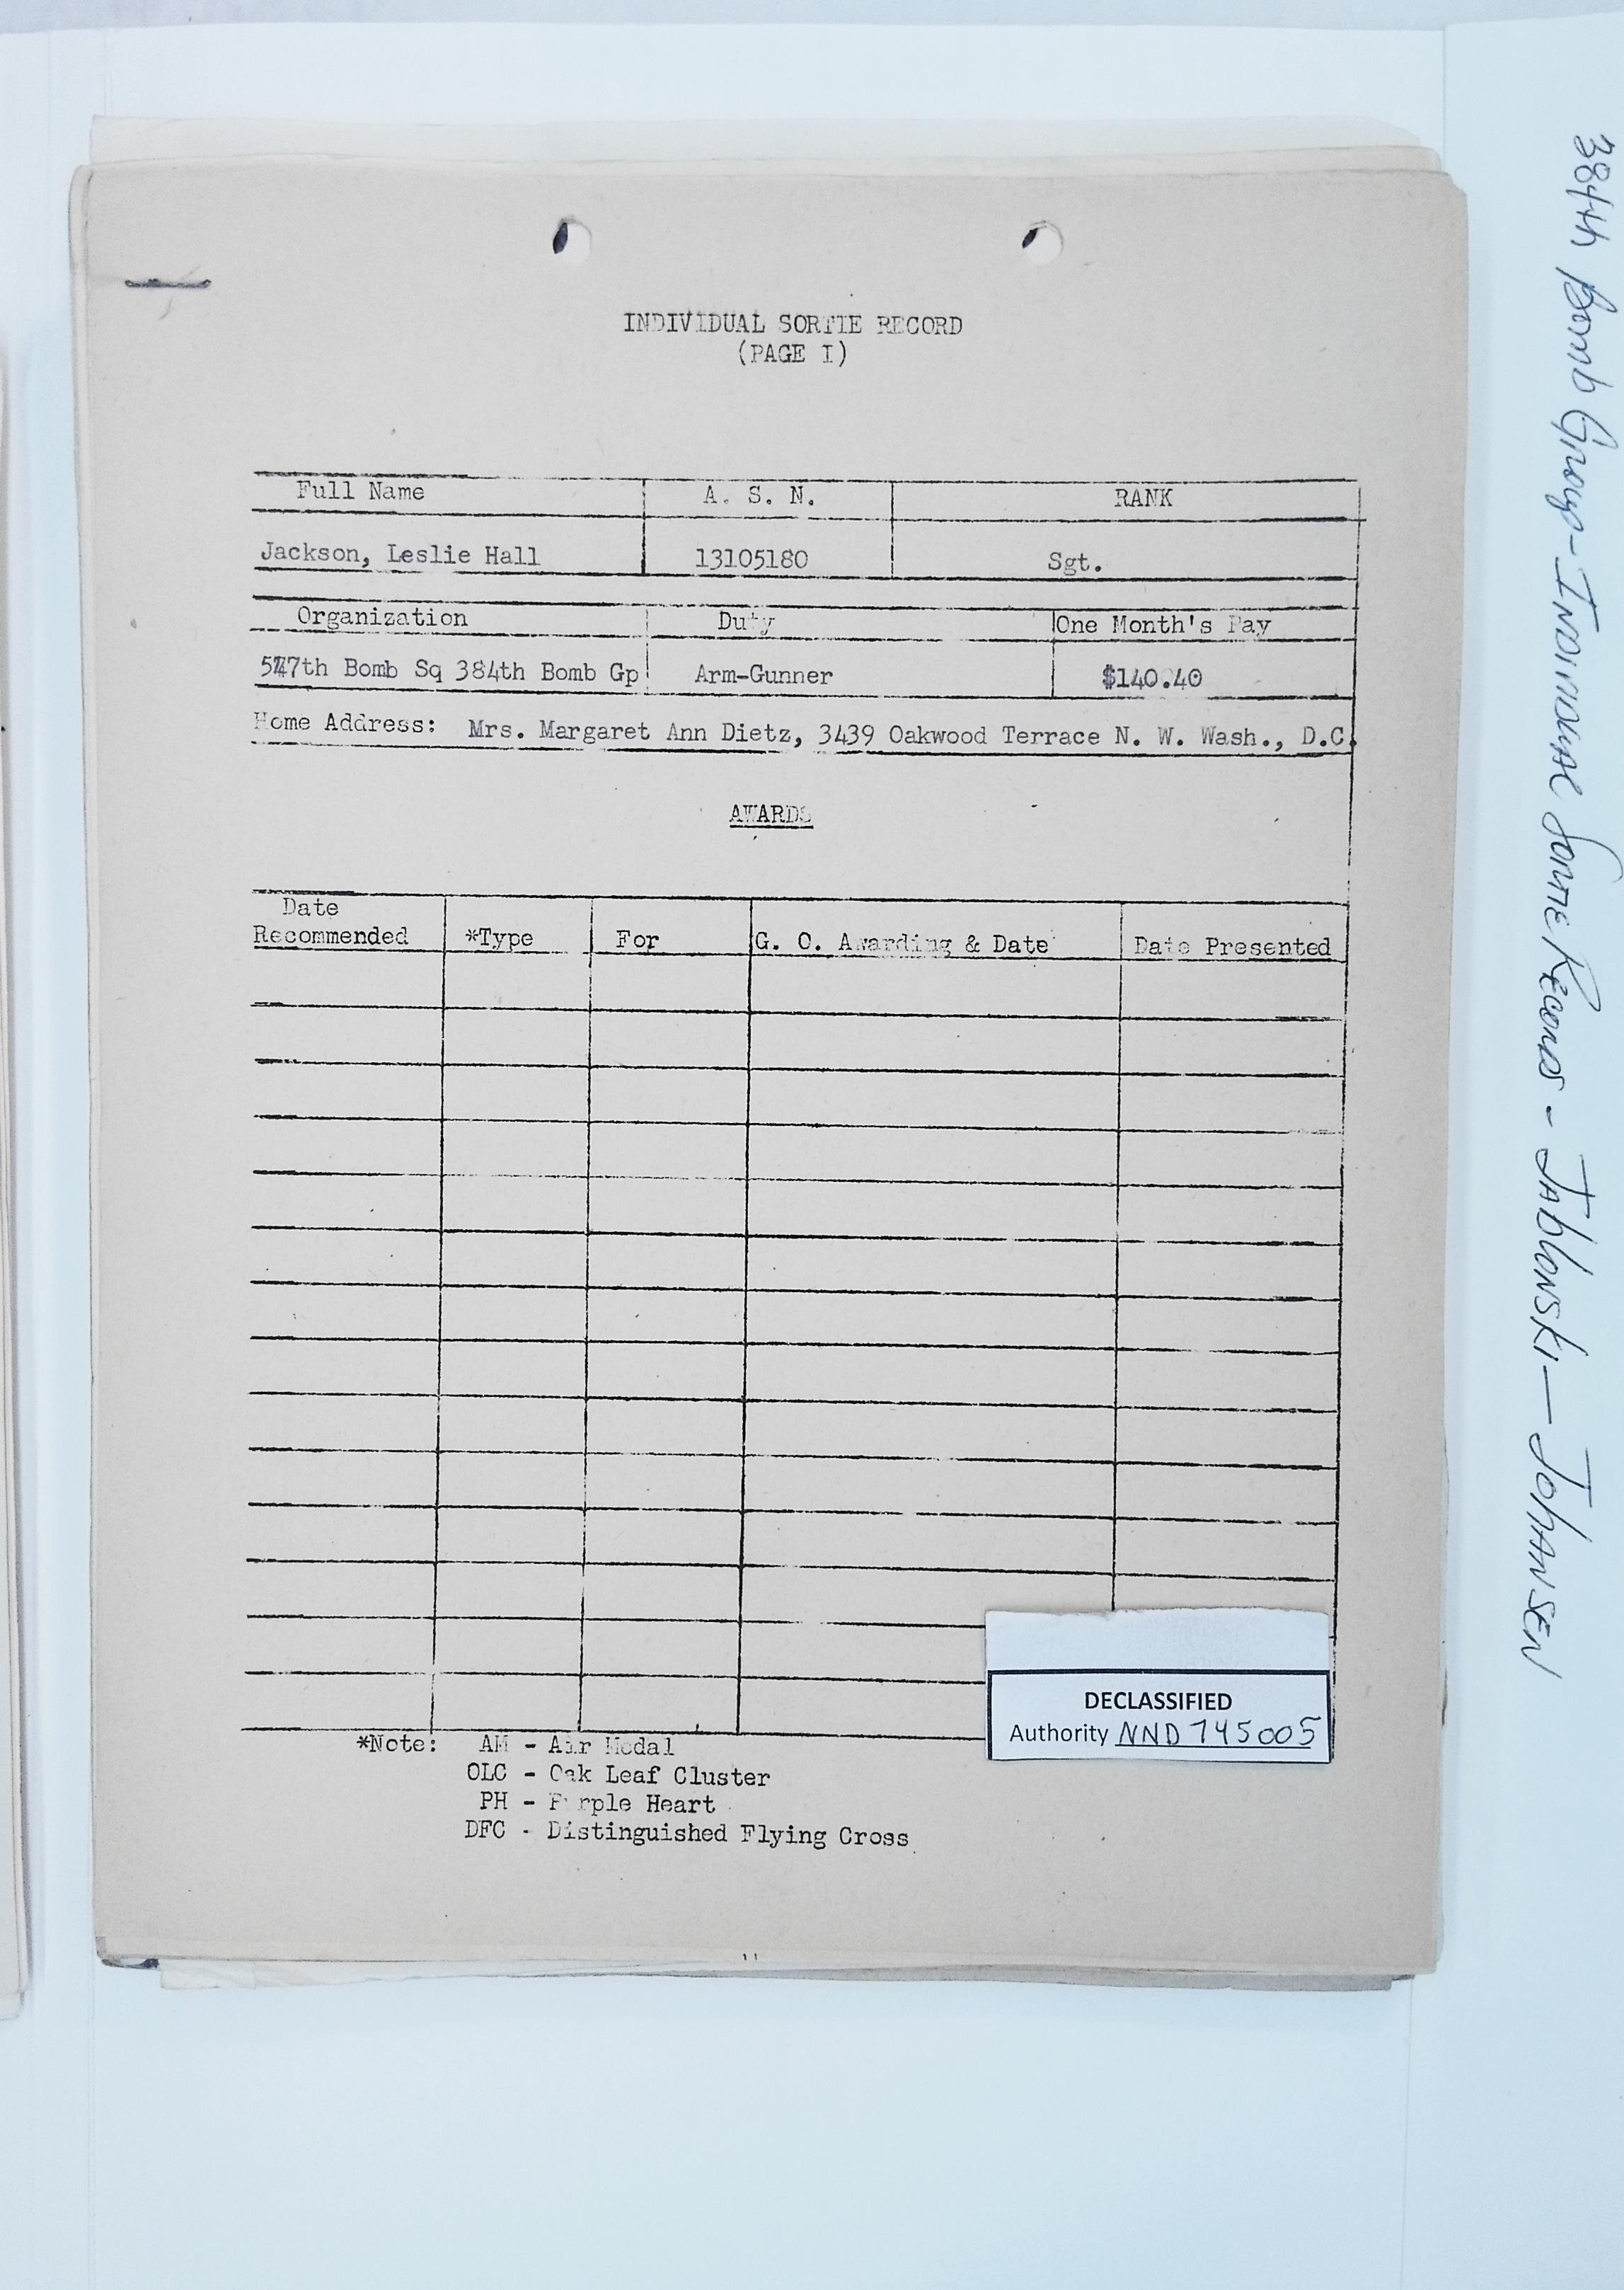 INDIVIDUAL SORTIE RECORD
(PAGE I)
Full Name A. S. N. RANK
Jackson, Leslie Hall 13105180 Sgt.
Organization Duty One Month's Pay
547th Bomb Sq 384th Bomb Gp Arm-Gunner $140.40
Home Address: Mrs. Margaret Ann Dietz, 3439 Oakwood Terrace N. W. Wash., D.C.
AWARDS
Date
Recommended *Type For G. O. Awarding & Date Date Presented
DECLASSIFIED
Authority NND 745005
*Note: AM - Air Medal
OLC - Oak Leaf Cluster
PH - Purple Heart
DFC - Distinguished Flying Cross
384th Bomb Group - Individual Sortie Records - Jablonski — Johansen